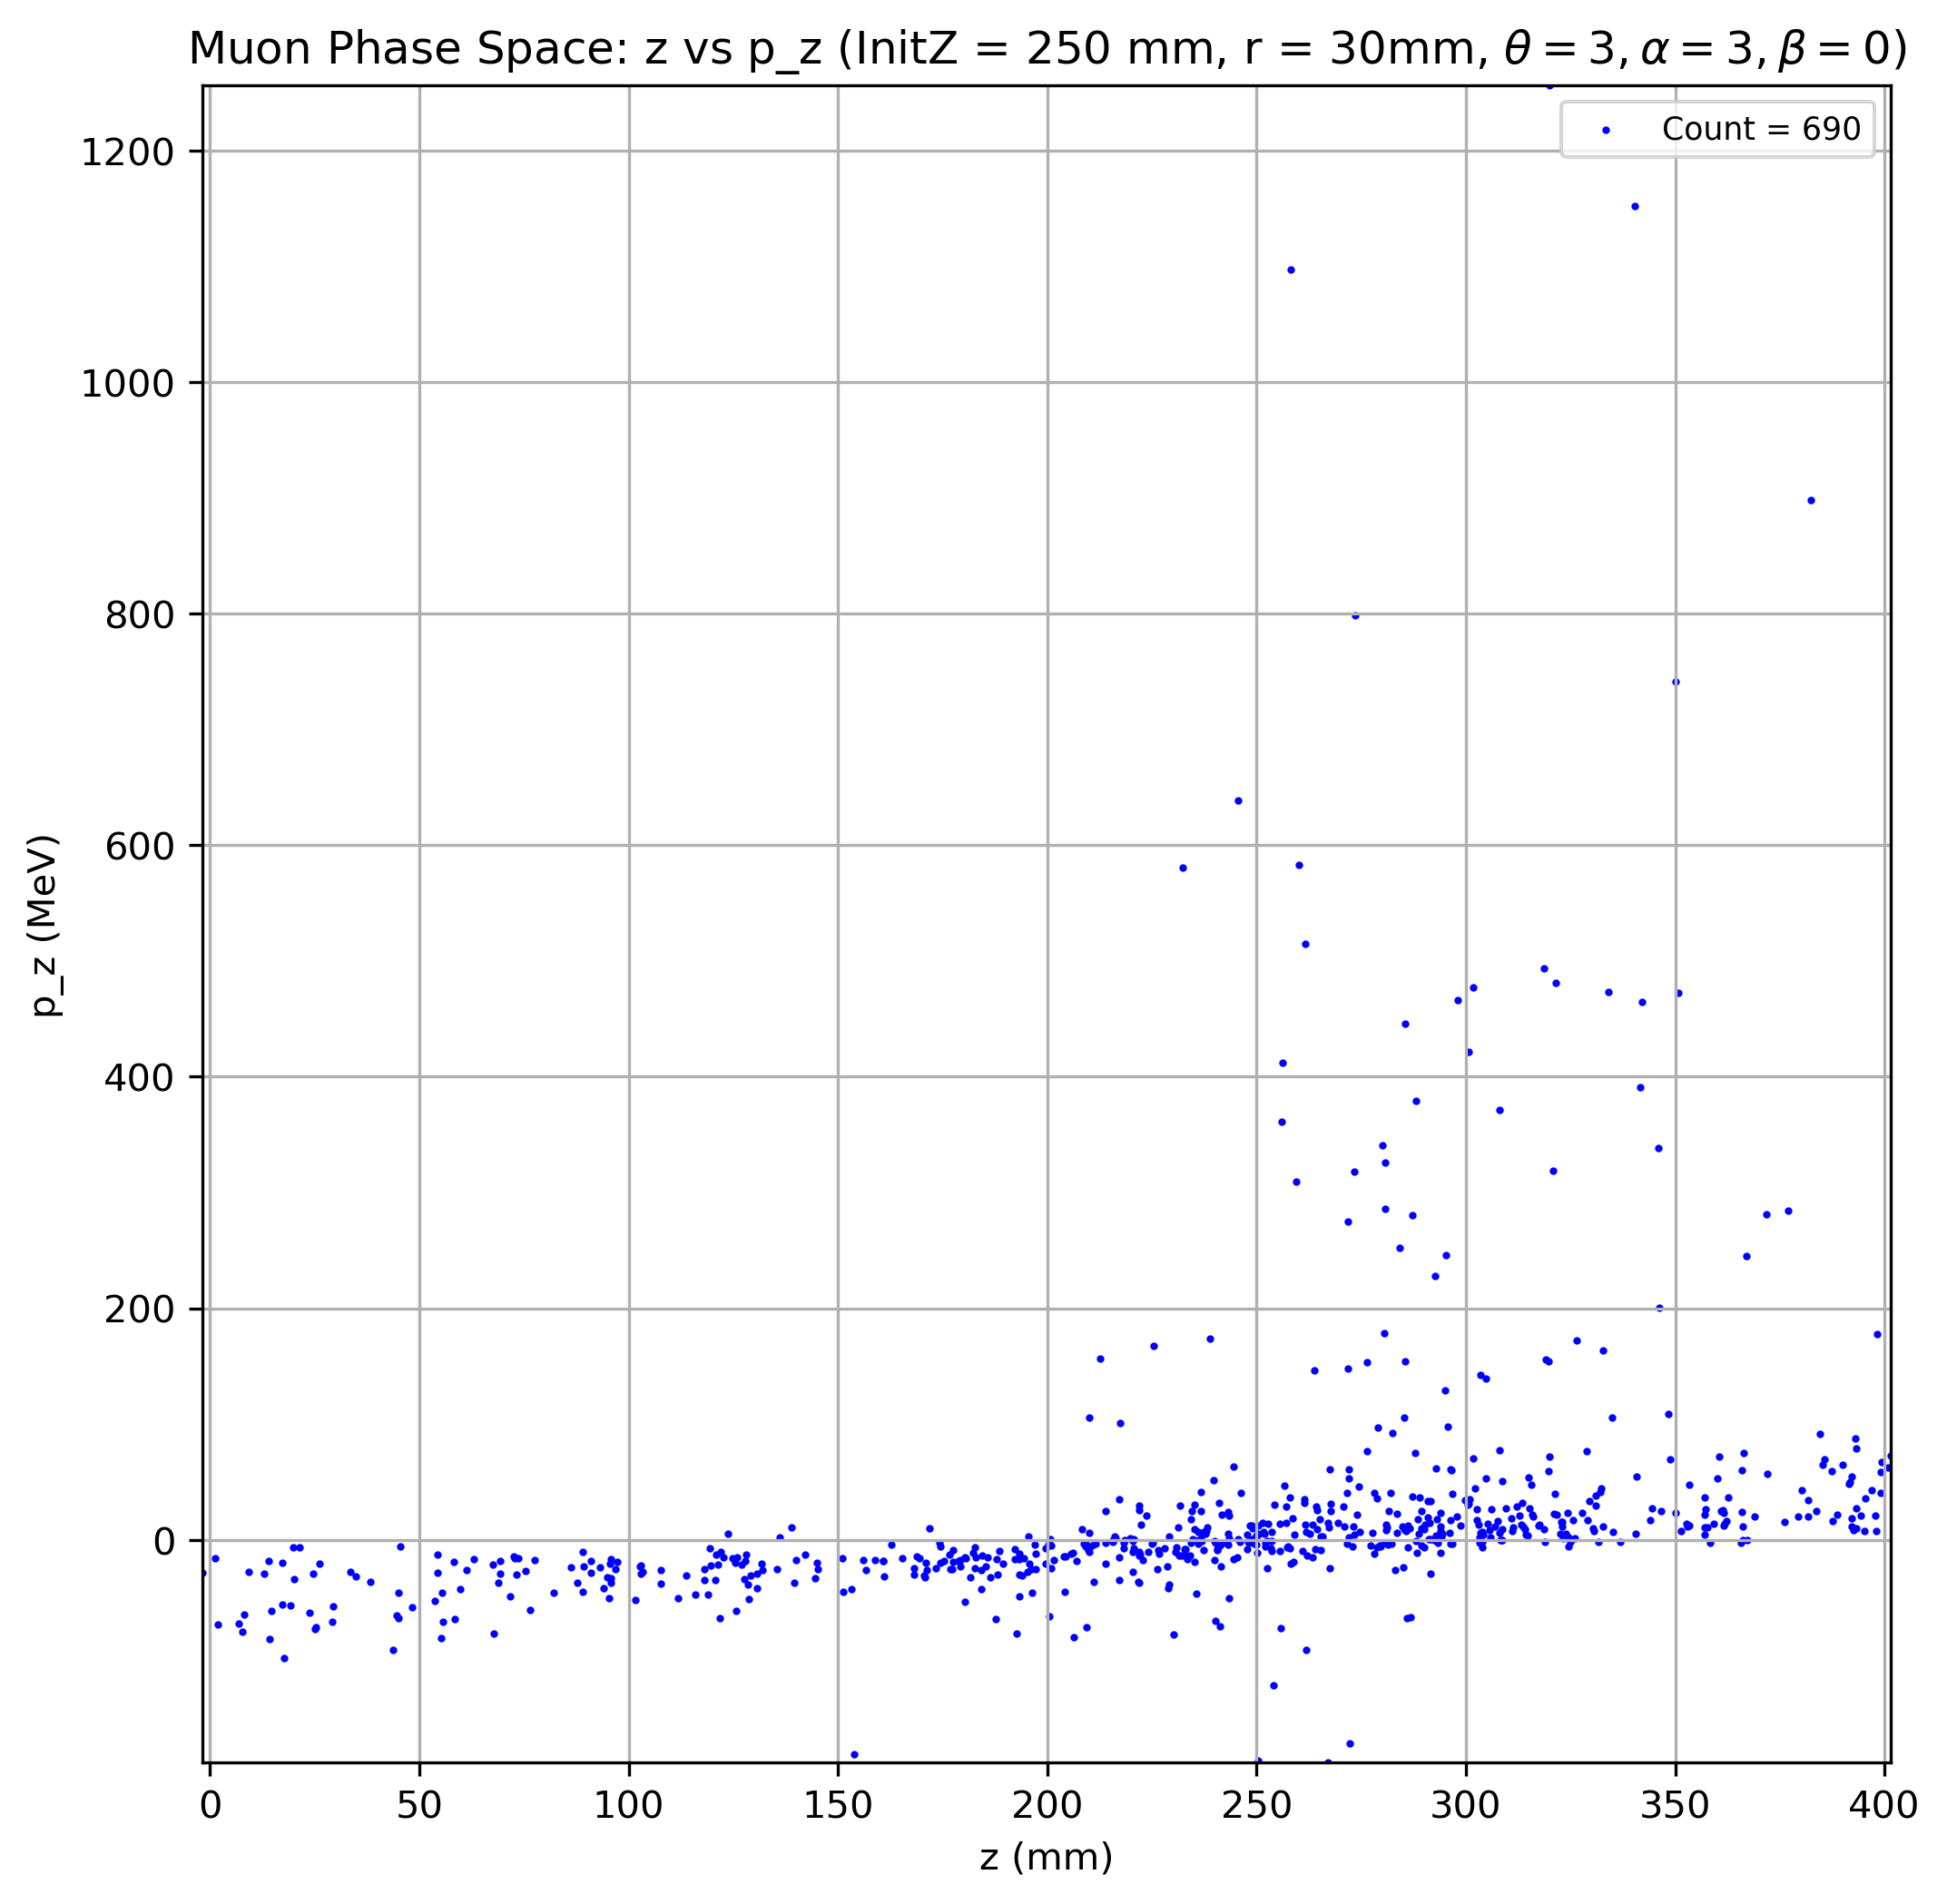 Muon Phase Space: z vs p_z (InitZ = 250 mm, r = 30mm, θ = 3, α = 3, β = 0)
Count = 690
1200
1000
800
600
400
200
0
p_z (MeV)
0 50 100 150 200 250 300 350 400
z (mm)